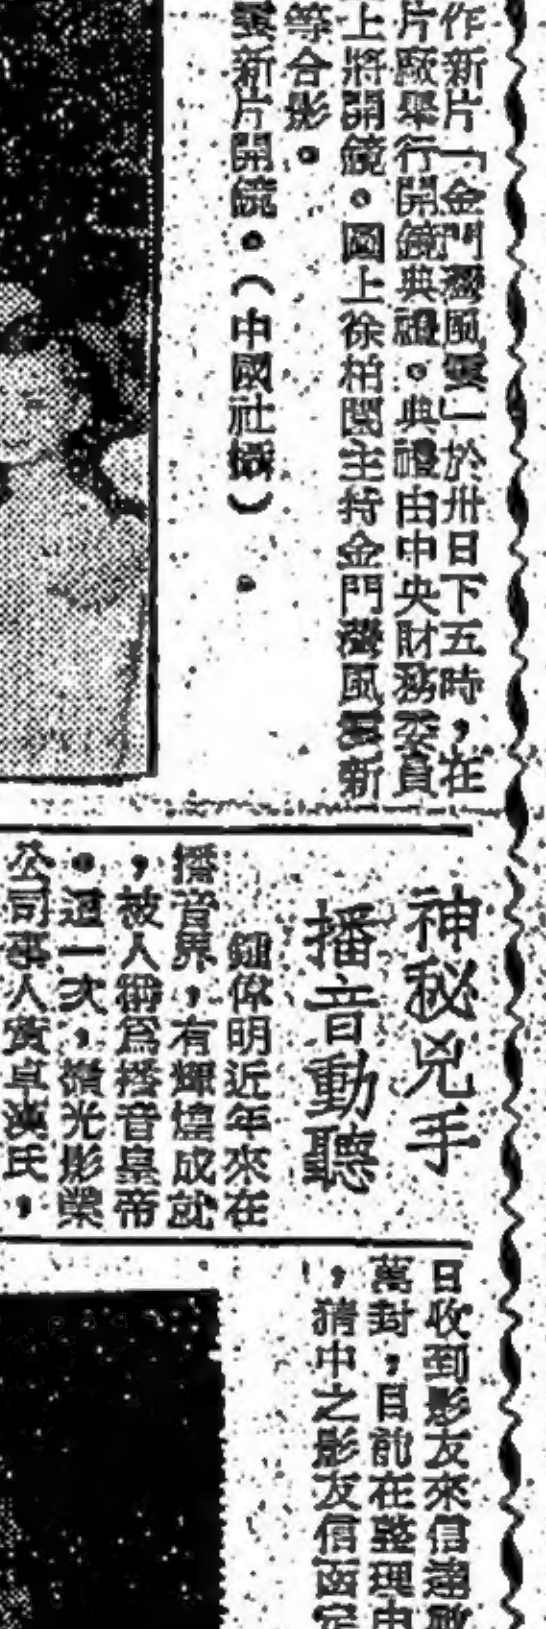 作新片「金門灣風雲」於卅日下五時，在
片廠舉行開鏡典禮。典禮由中央財務委員
上將開鏡。圖上徐柏園主持金門灣風雲新
等合影。
雲新片開鏡。（中國社攝）。
神秘兇手
播音動聽
鍾偉明近年來在
播音界，有輝煌成就
，被人稱爲播音皇帝
。這一次，嶺光影業
公司事人黃卓漢氏，
日收到影友來信達數
萬封，目前在整理中
，猜中之影友信函定